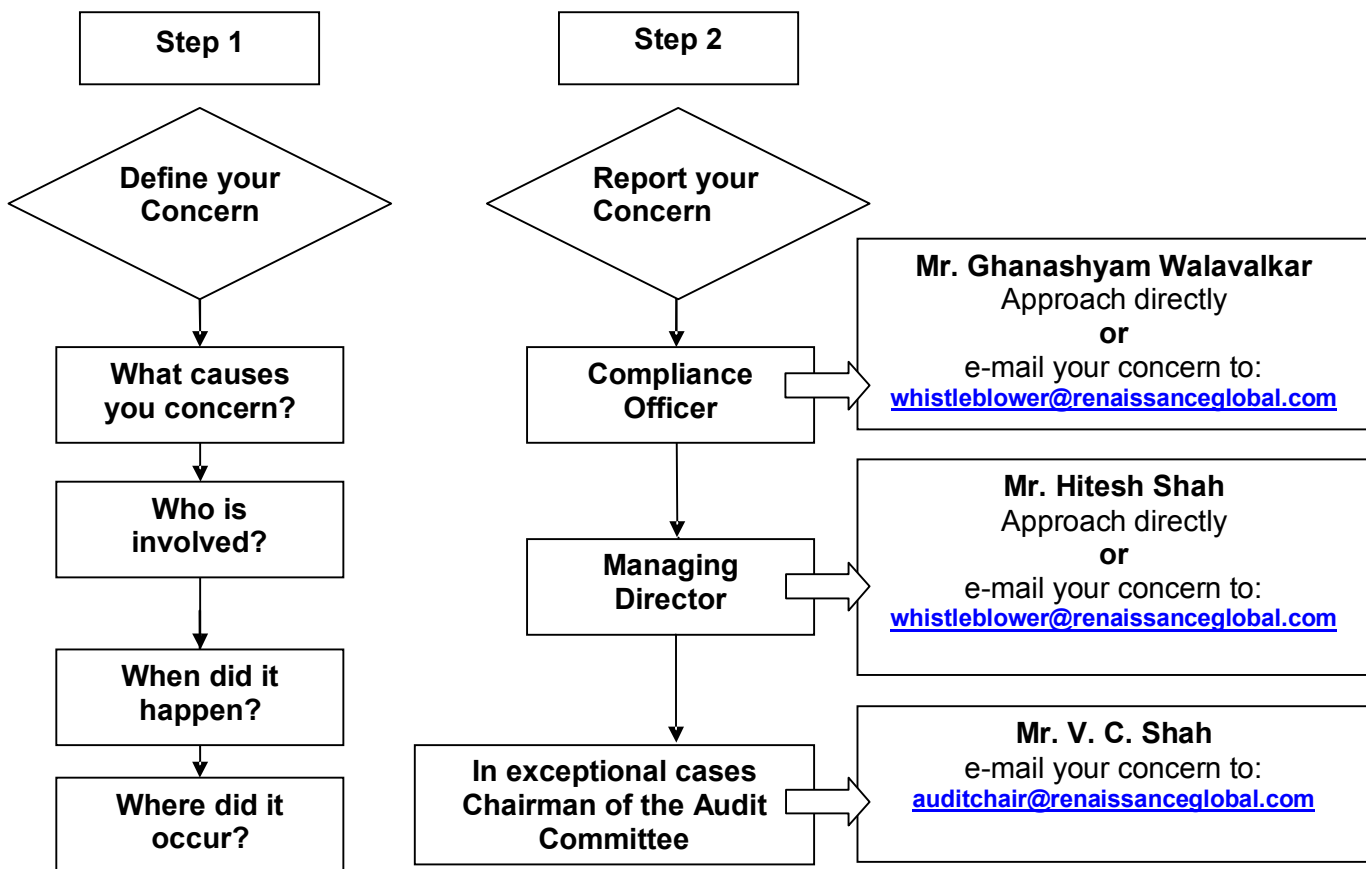 Step 1
Define your
Concern
What causes
you concern?
Who is
involved?
When did it
happen?
Where did it
occur?
Step 2
Report your
Concern
Compliance
Officer
Mr. Ghanashyam Walavalkar
Approach directly
or
e-mail your concern to:
whistleblower@renaissanceglobal.com
Managing
Director
Mr. Hitesh Shah
Approach directly
or
e-mail your concern to:
whistleblower@renaissanceglobal.com
In exceptional cases
Chairman of the Audit
Committee
Mr. V. C. Shah
e-mail your concern to:
auditchair@renaissanceglobal.com